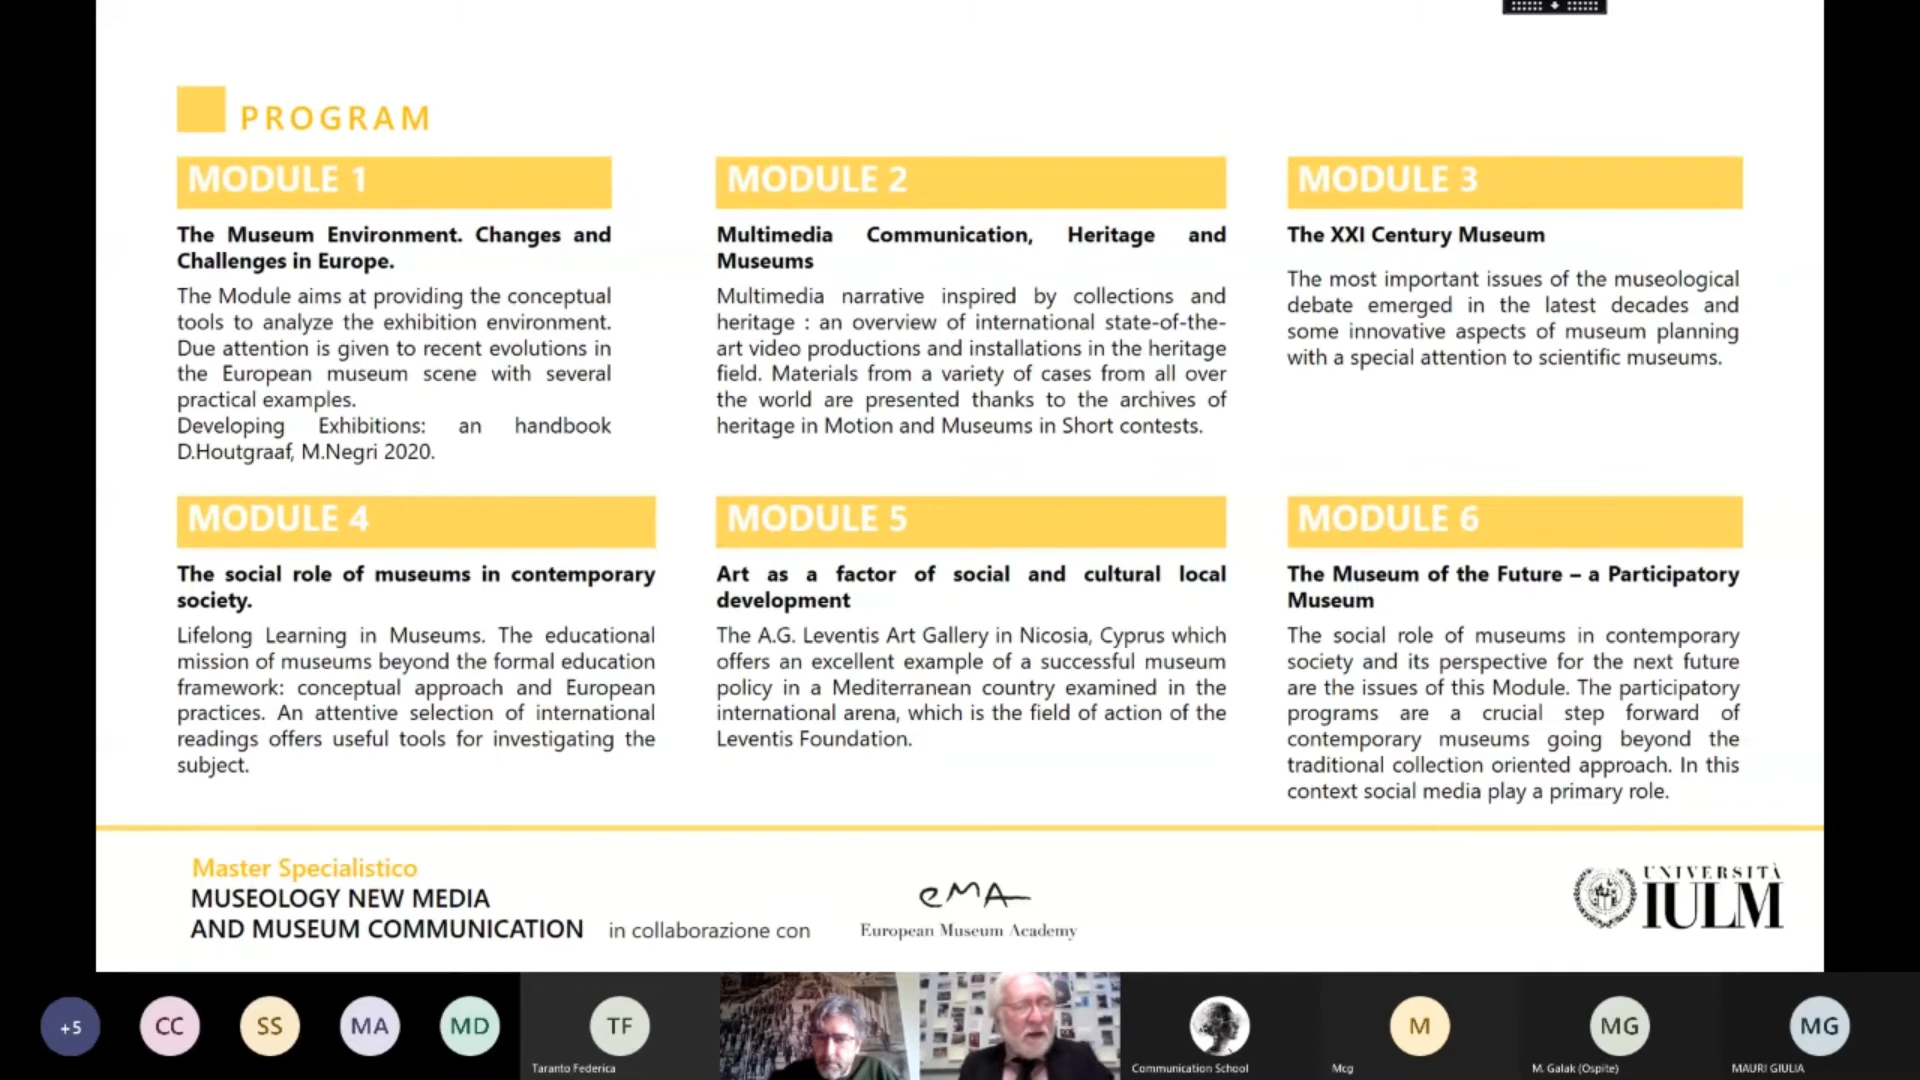 PROGRAM
MODULE 1
The Museum Environment. Changes and
Challenges in Europe.
The Module aims at providing the conceptual
tools to analyze the exhibition environment.
Due attention is given to recent evolutions in
the European museum scene with several
practical examples.
Developing Exhibitions: an handbook
D.Houtgraaf, M.Negri 2020.
MODULE 2
Multimedia Communication, Heritage and
Museums
Multimedia narrative inspired by collections and
heritage : an overview of international state-of-the-
art video productions and installations in the heritage
field. Materials from a variety of cases from all over
the world are presented thanks to the archives of
heritage in Motion and Museums in Short contests.
MODULE 3
The XXI Century Museum
The most important issues of the museological
debate emerged in the latest decades and
some innovative aspects of museum planning
with a special attention to scientific museums.
MODULE 4
The social role of museums in contemporary
society.
Lifelong Learning in Museums. The educational
mission of museums beyond the formal education
framework: conceptual approach and European
practices. An attentive selection of international
readings offers useful tools for investigating the
subject.
MODULE 5
Art as a factor of social and cultural local
development
The A.G. Leventis Art Gallery in Nicosia, Cyprus which
offers an excellent example of a successful museum
policy in a Mediterranean country examined in the
international arena, which is the field of action of the
Leventis Foundation.
MODULE 6
The Museum of the Future – a Participatory
Museum
The social role of museums in contemporary
society and its perspective for the next future
are the issues of this Module. The participatory
programs are a crucial step forward of
contemporary museums going beyond the
traditional collection oriented approach. In this
context social media play a primary role.
Master Specialistico
MUSEOLOGY NEW MEDIA
AND MUSEUM COMMUNICATION in collaborazione con
eMA
European Museum Academy
UNIVERSITÀ
IULM
+5
CC
SS
MA
MD
TF
Taranto Federica
Communication School
M
Mcg
MG
M. Galak (Ospite)
MG
MAURI GIULIA